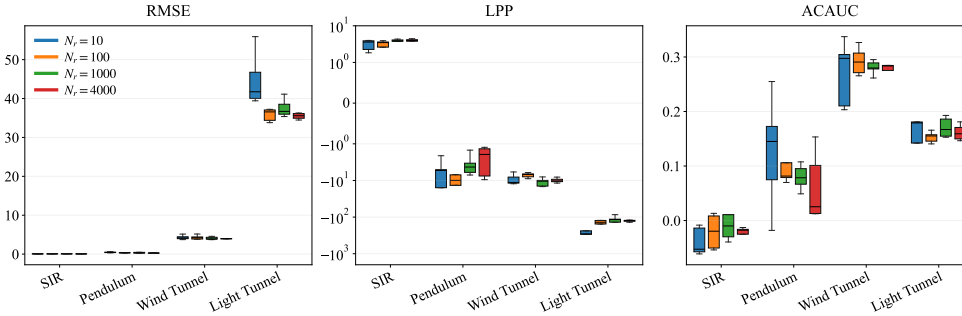 RMSE
50
40
30
20
10
0
N_r = 10
N_r = 100
N_r = 1000
N_r = 4000
SIR
Pendulum
Wind Tunnel
Light Tunnel
LPP
10^1
10^0
0
−10^0
−10^1
−10^2
−10^3
SIR
Pendulum
Wind Tunnel
Light Tunnel
ACAUC
0.3
0.2
0.1
0.0
SIR
Pendulum
Wind Tunnel
Light Tunnel